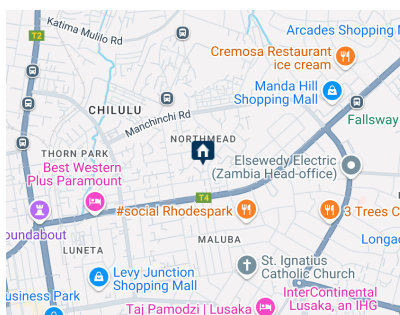 Arcades Shopping M
Katima Mulilo Rd
T2
Cremosa Restaurant
ice cream
Manda Hill
Shopping Mall
CHILULU
Manchinchi Rd
Fallsway
NORTHMEAD
THORN PARK
Best Western
Plus Paramount
Elsewedy Electric
(Zambia Head-office)
T4
#social Rhodespark
3 Trees C
oundabout
MALUBA
Longac
LUNETA
St. Ignatius
Catholic Church
Levy Junction
Shopping Mall
usiness Park
InterContinental
Lusaka, an IHG
Taj Pamodzi | Lusaka